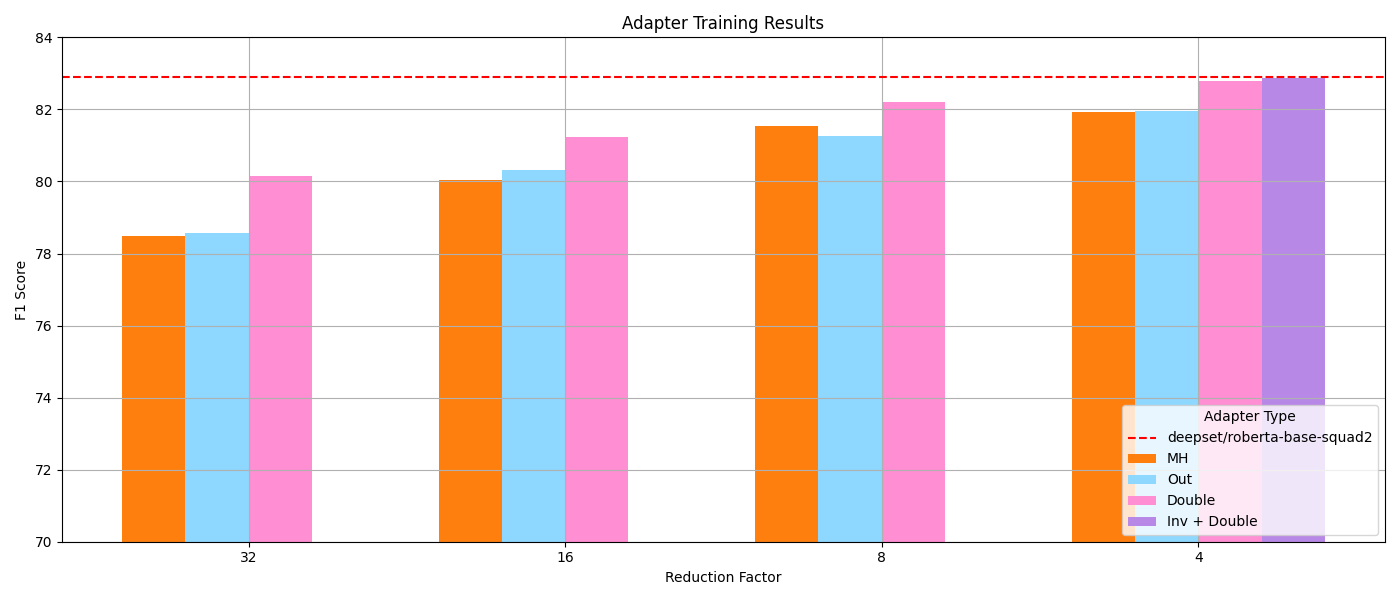 Adapter Training Results
84
82
80
78
76
74
72
70
F1 Score
32 16 8 4
Reduction Factor
Adapter Type
deepset/roberta-base-squad2
MH
Out
Double
Inv + Double